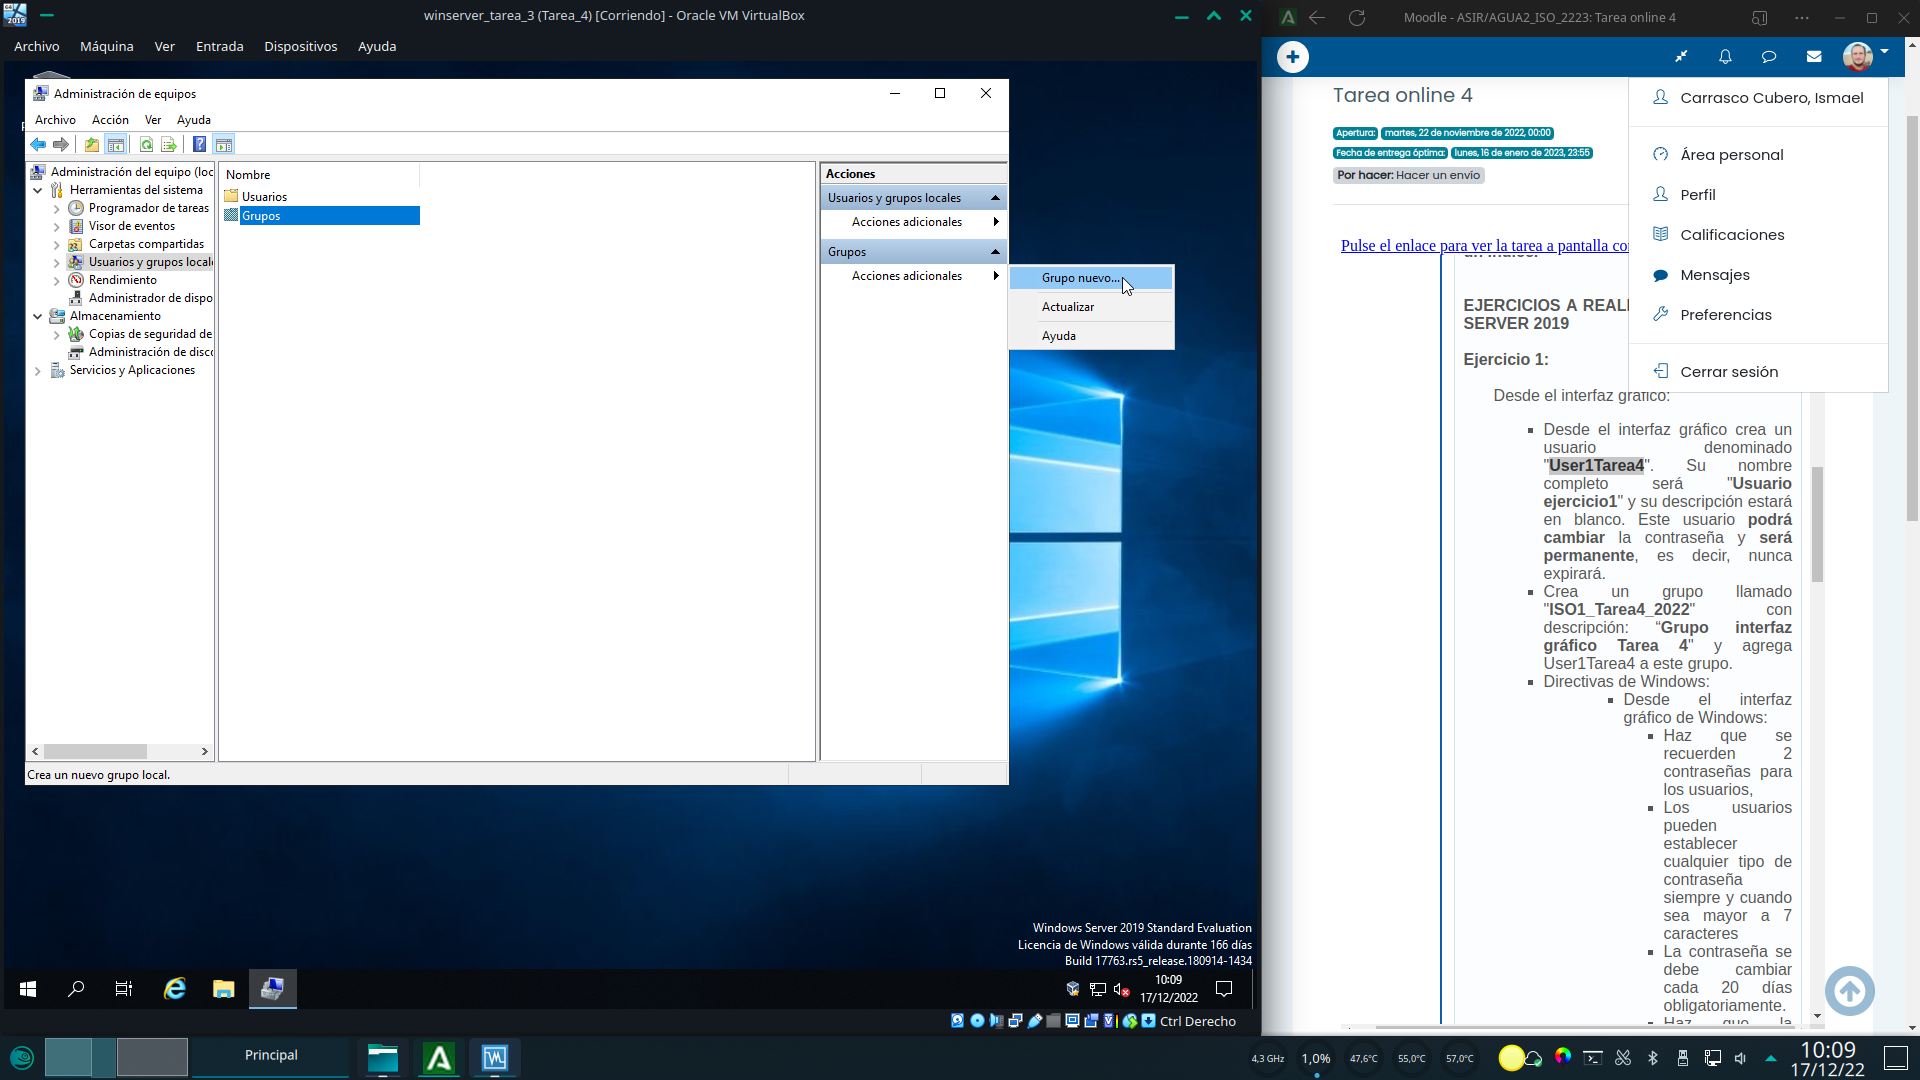 winserver_tarea_3 (Tarea_4) [Corriendo] - Oracle VM VirtualBox
Archivo Máquina Ver Entrada Dispositivos Ayuda
Administración de equipos
Archivo Acción Ver Ayuda
Administración del equipo (loc
Herramientas del sistema
Programador de tareas
Visor de eventos
Carpetas compartidas
Usuarios y grupos local
Rendimiento
Administrador de dispo
Almacenamiento
Copias de seguridad de
Administración de disco
Servicios y Aplicaciones
Nombre
Usuarios
Grupos
Acciones
Usuarios y grupos locales
Acciones adicionales
Grupos
Acciones adicionales
Grupo nuevo...
Actualizar
Ayuda
Crea un nuevo grupo local.
Windows Server 2019 Standard Evaluation
Licencia de Windows válida durante 166 días
Build 17763.rs5_release.180914-1434
10:09
17/12/2022
Ctrl Derecho
Moodle - ASIR/AGUA2_ISO_2223: Tarea online 4
Tarea online 4
Apertura: martes, 22 de noviembre de 2022, 00:00
Fecha de entrega óptima: lunes, 16 de enero de 2023, 23:55
Por hacer: Hacer un envío
Carrasco Cubero, Ismael
Área personal
Perfil
Calificaciones
Mensajes
Preferencias
Cerrar sesión
Pulse el enlace para ver la tarea a pantalla co
un índice.
EJERCICIOS A REALI
SERVER 2019
Ejercicio 1:
Desde el interfaz gráfico:
Desde el interfaz gráfico crea un
usuario denominado
"User1Tarea4". Su nombre
completo será "Usuario
ejercicio1" y su descripción estará
en blanco. Este usuario podrá
cambiar la contraseña y será
permanente, es decir, nunca
expirará.
Crea un grupo llamado
"ISO1_Tarea4_2022" con
descripción: “Grupo interfaz
gráfico Tarea 4" y agrega
User1Tarea4 a este grupo.
Directivas de Windows:
Desde el interfaz
gráfico de Windows:
Haz que se
recuerden 2
contraseñas para
los usuarios,
Los usuarios
pueden
establecer
cualquier tipo de
contraseña
siempre y cuando
sea mayor a 7
caracteres
La contraseña se
debe cambiar
cada 20 días
obligatoriamente.
Haz que la
Principal
4,3 GHz 1,0% 47,6°C 55,0°C 57,0°C
10:09
17/12/22